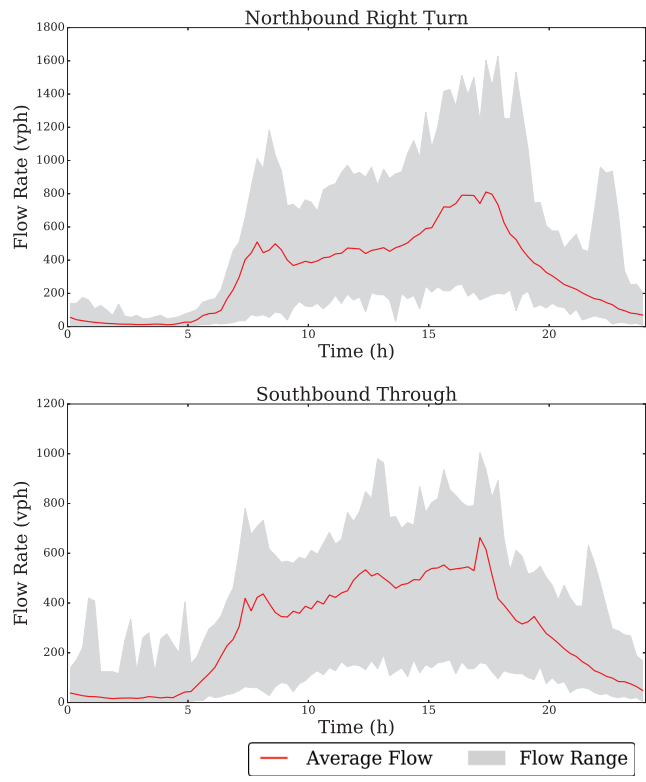 Northbound Right Turn
1800
1600
1400
1200
1000
800
600
400
200
0
Flow Rate (vph)
0 5 10 15 20
Time (h)
Southbound Through
1200
1000
800
600
400
200
0
Flow Rate (vph)
0 5 10 15 20
Time (h)
Average Flow Flow Range